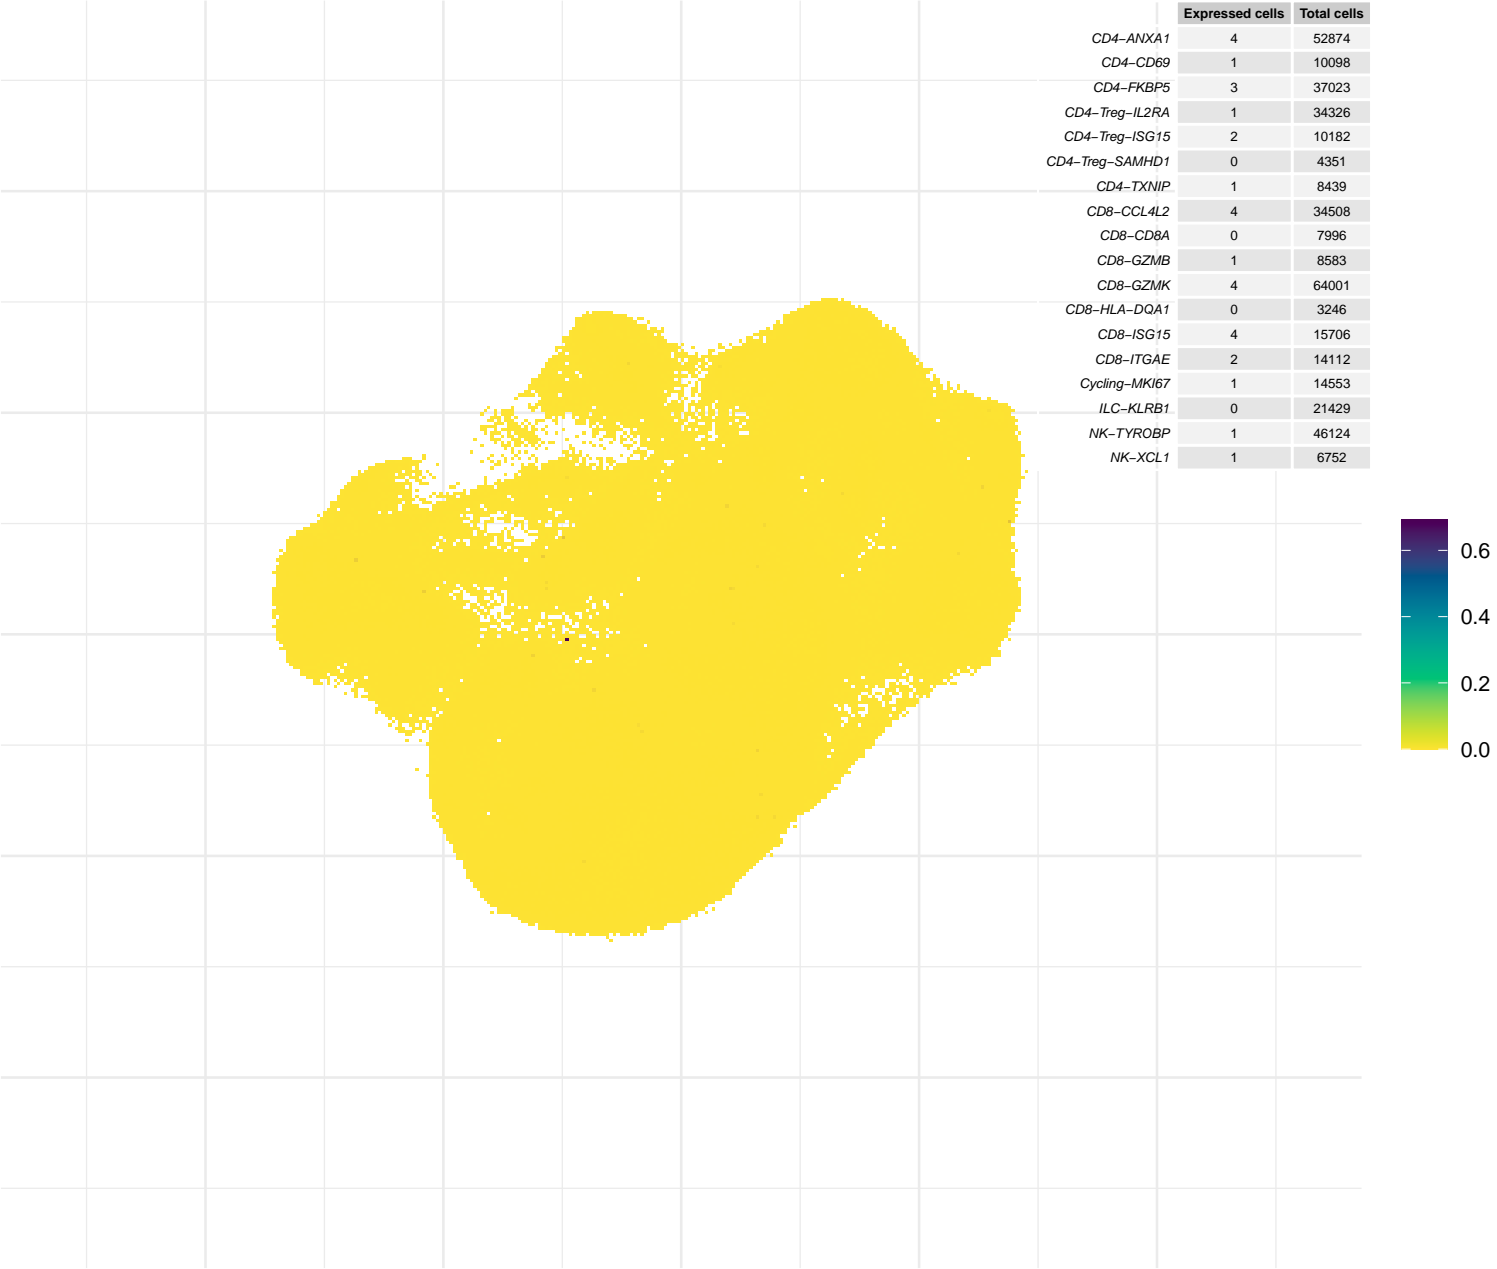 Expressed cells Total cells
CD4−ANXA1 4 52874
CD4−CD69 1 10098
CD4−FKBP5 3 37023
CD4−Treg−IL2RA 1 34326
CD4−Treg−ISG15 2 10182
CD4−Treg−SAMHD1 0 4351
CD4−TXNIP 1 8439
CD8−CCL4L2 4 34508
CD8−CD8A 0 7996
CD8−GZMB 1 8583
CD8−GZMK 4 64001
CD8−HLA−DQA1 0 3246
CD8−ISG15 4 15706
CD8−ITGAE 2 14112
Cycling−MKI67 1 14553
ILC−KLRB1 0 21429
NK−TYROBP 1 46124
NK−XCL1 1 6752
0.6
0.4
0.2
0.0